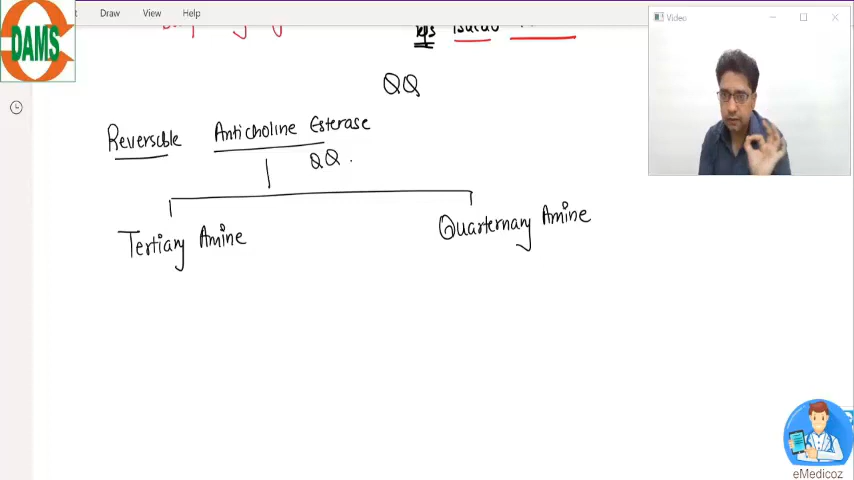 DAMS
Draw View Help
Video
QQ
Reversible Anticholine Esterase
QQ.
Tertiary Amine
Quarternary Amine
eMedicoz